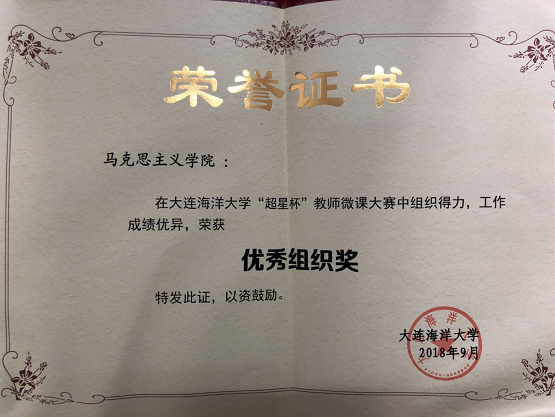 荣誉证书
马克思主义学院：
在大连海洋大学“超星杯”教师微课大赛中组织得力，工作
成绩优异，荣获
优秀组织奖
特发此证，以资鼓励。
大连海洋大学
2018年9月